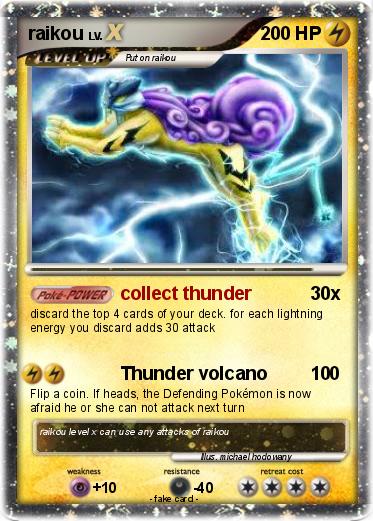 raikou LV. X 200 HP
LEVEL-UP Put on raikou
Poké-POWER collect thunder 30x
discard the top 4 cards of your deck. for each lightning
energy you discard adds 30 attack
Thunder volcano 100
Flip a coin. If heads, the Defending Pokémon is now
afraid he or she can not attack next turn
raikou level x can use any attacks of raikou
Illus. michael hodowany
weakness resistance retreat cost
+10 -40
- fake card -